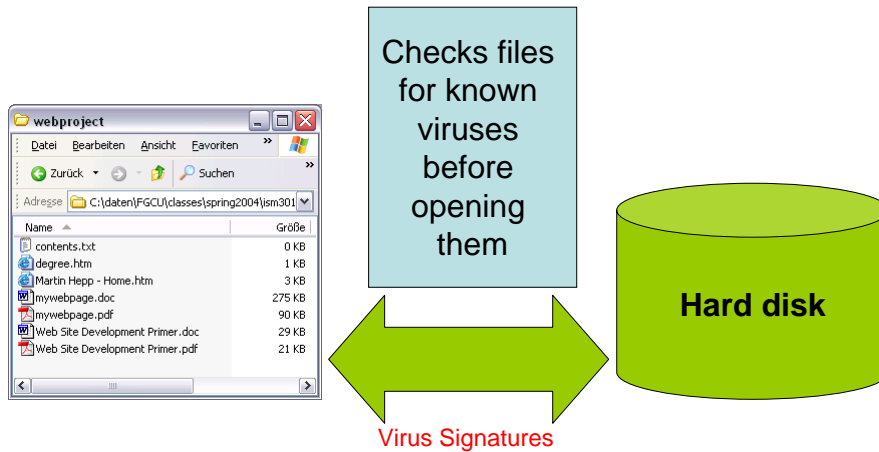 Checks files
for known
viruses
before
opening
them
webproject
Datei Bearbeiten Ansicht Favoriten »
Zurück Suchen »
Adresse C:\daten\FGCU\classes\spring2004\ism301
Name Größe
contents.txt 0 KB
degree.htm 1 KB
Martin Hepp - Home.htm 3 KB
mywebpage.doc 275 KB
mywebpage.pdf 90 KB
Web Site Development Primer.doc 29 KB
Web Site Development Primer.pdf 21 KB
Hard disk
Virus Signatures